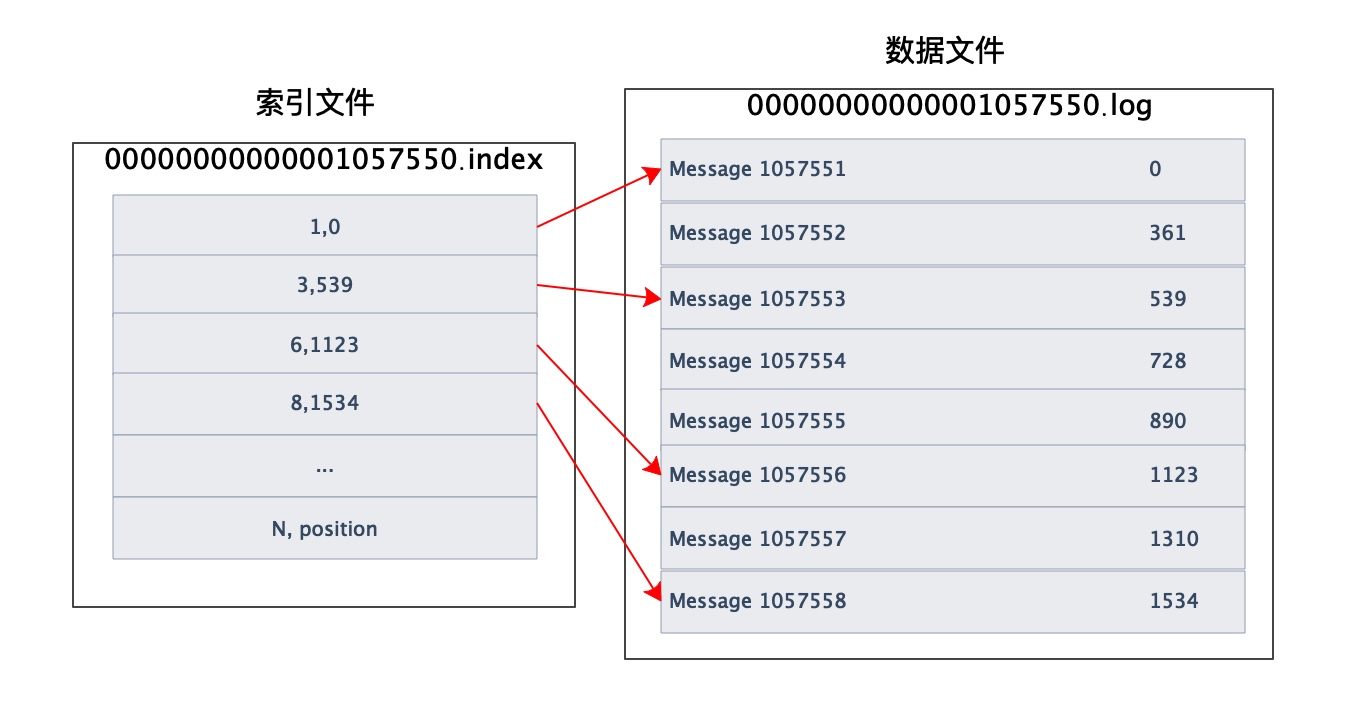 索引文件
00000000000001057550.index
1,0
3,539
6,1123
8,1534
...
N, position
数据文件
00000000000001057550.log
Message 1057551 0
Message 1057552 361
Message 1057553 539
Message 1057554 728
Message 1057555 890
Message 1057556 1123
Message 1057557 1310
Message 1057558 1534